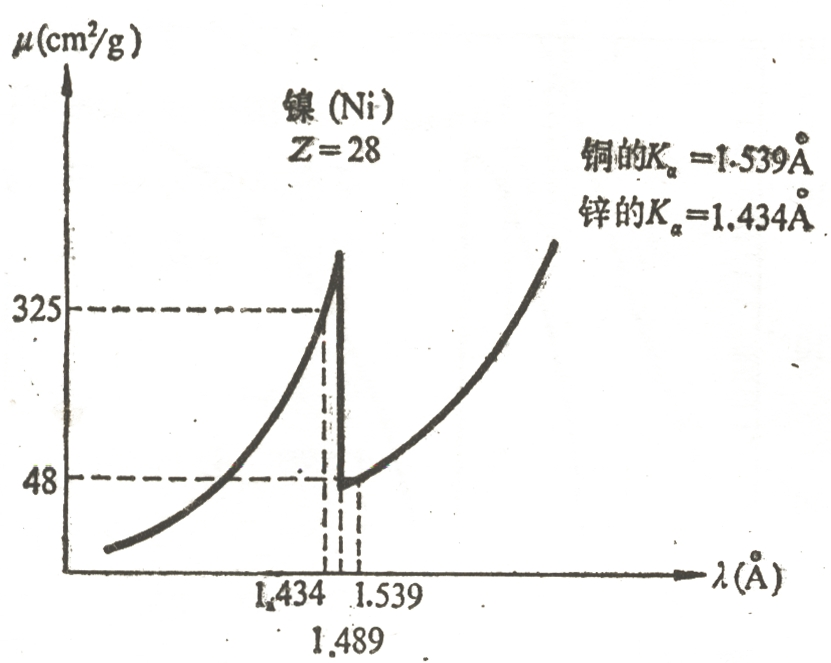 μ(cm²/g)
镍 (Ni)
Z=28
铜的Kα =1.539Å
锌的Kα=1.434Å
325
48
λ(Å)
1.434
1.539
1.489